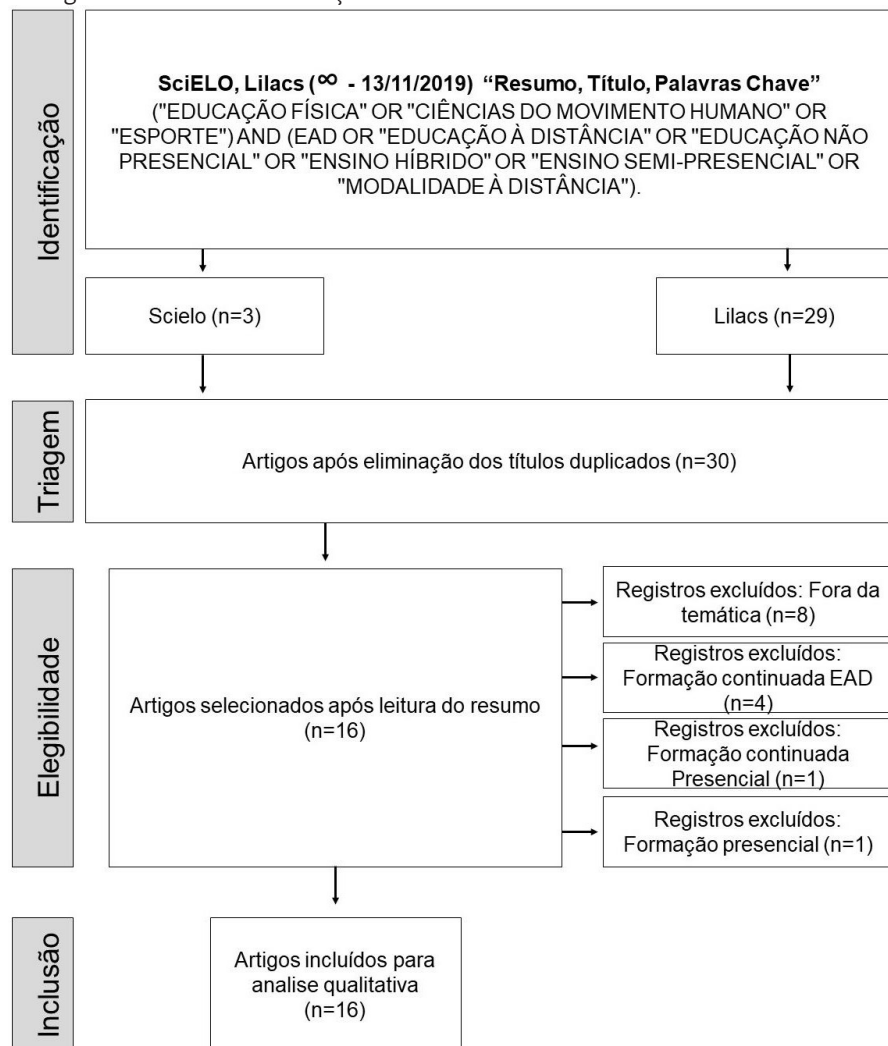 Identificação
SciELO, Lilacs (∞ - 13/11/2019) “Resumo, Título, Palavras Chave”
("EDUCAÇÃO FÍSICA" OR "CIÊNCIAS DO MOVIMENTO HUMANO" OR
"ESPORTE") AND (EAD OR "EDUCAÇÃO À DISTÂNCIA" OR "EDUCAÇÃO NÃO
PRESENCIAL" OR "ENSINO HÍBRIDO" OR "ENSINO SEMI-PRESENCIAL" OR
"MODALIDADE À DISTÂNCIA").
Scielo (n=3)
Lilacs (n=29)
Triagem
Artigos após eliminação dos títulos duplicados (n=30)
Elegibilidade
Artigos selecionados após leitura do resumo
(n=16)
Registros excluídos: Fora da
temática (n=8)
Registros excluídos:
Formação continuada EAD
(n=4)
Registros excluídos:
Formação continuada
Presencial (n=1)
Registros excluídos:
Formação presencial (n=1)
Inclusão
Artigos incluídos para
analise qualitativa
(n=16)